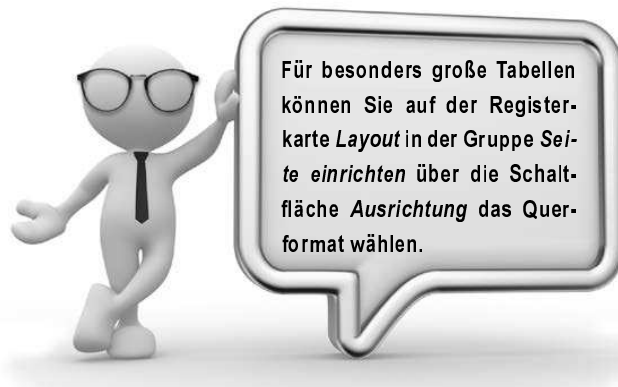 Für besonders große Tabellen
können Sie auf der Register-
karte Layout in der Gruppe Sei-
te einrichten über die Schalt-
fläche Ausrichtung das Quer-
format wählen.